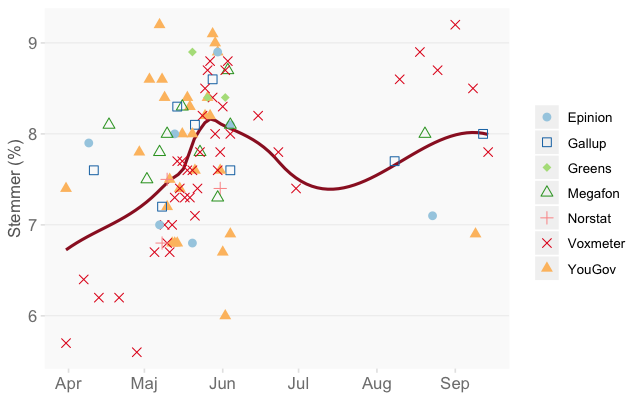 Stemmer (%)
9
8
7
6
Apr
Maj
Jun
Jul
Aug
Sep
Epinion
Gallup
Greens
Megafon
Norstat
Voxmeter
YouGov